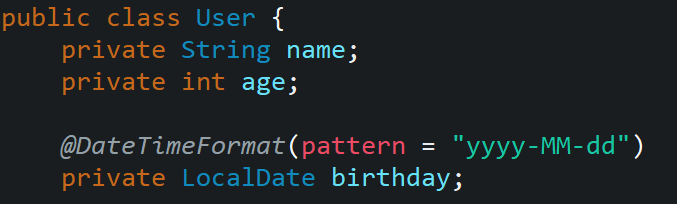 public class User {
    private String name;
    private int age;
    @DateTimeFormat(pattern = "yyyy-MM-dd")
    private LocalDate birthday;